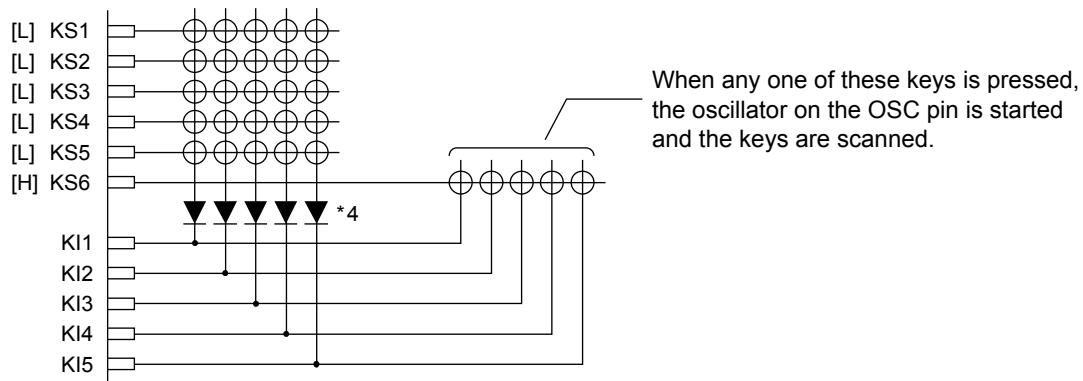 [L] KS1
[L] KS2
[L] KS3
[L] KS4
[L] KS5
[H] KS6
When any one of these keys is pressed,
the oscillator on the OSC pin is started
and the keys are scanned.
*4
KI1
KI2
KI3
KI4
KI5